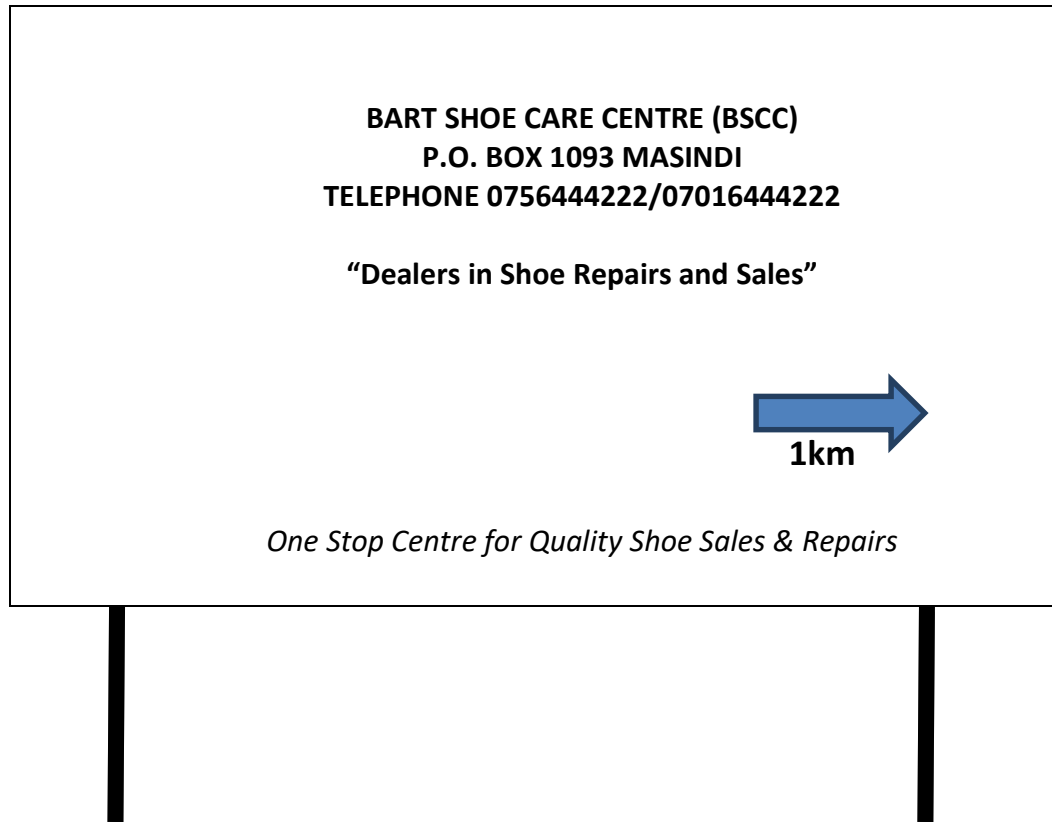 BART SHOE CARE CENTRE (BSCC)
P.O. BOX 1093 MASINDI
TELEPHONE 0756444222/07016444222
“Dealers in Shoe Repairs and Sales”
1km
One Stop Centre for Quality Shoe Sales & Repairs